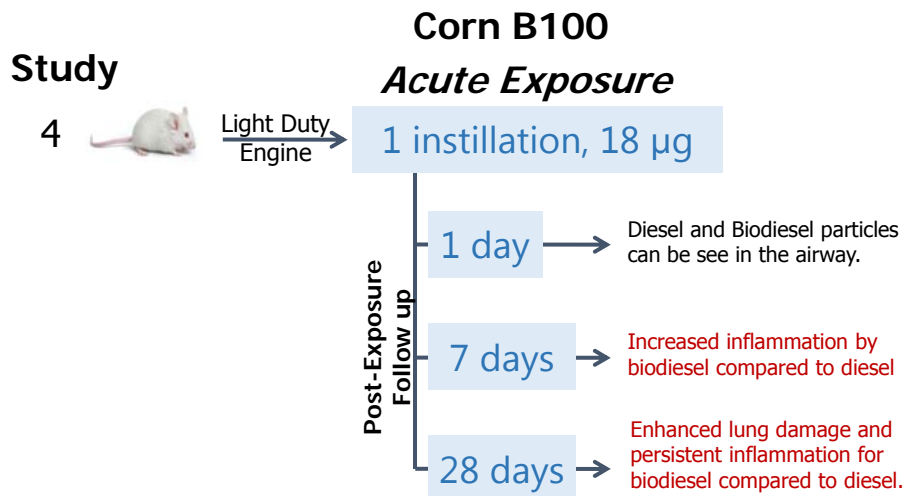 Corn B100
Study
Acute Exposure
4
Light Duty
Engine
1 instillation, 18 µg
Post-Exposure
Follow up
1 day
Diesel and Biodiesel particles
can be see in the airway.
7 days
Increased inflammation by
biodiesel compared to diesel
28 days
Enhanced lung damage and
persistent inflammation for
biodiesel compared to diesel.